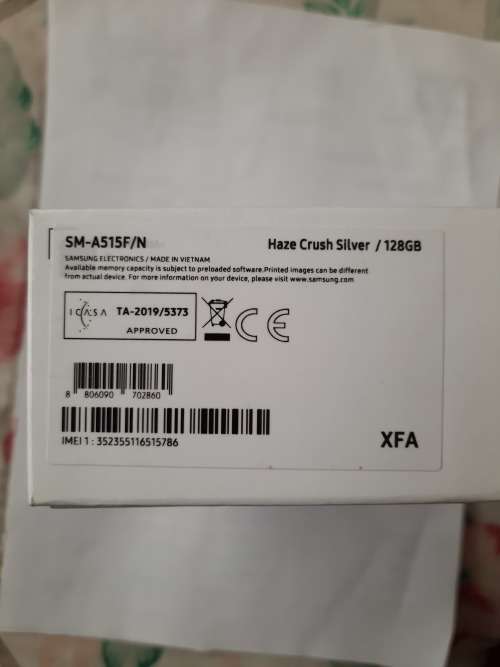 SM-A515F/N
Haze Crush Silver / 128GB
SAMSUNG ELECTRONICS / MADE IN VIETNAM
Available memory capacity is subject to preloaded software.Printed images can be different
from actual device. For more information on your device, please visit www.samsung.com
ICASA TA-2019/5373
APPROVED
CE
8 806090 702860
IMEI 1 : 352355116515786
XFA